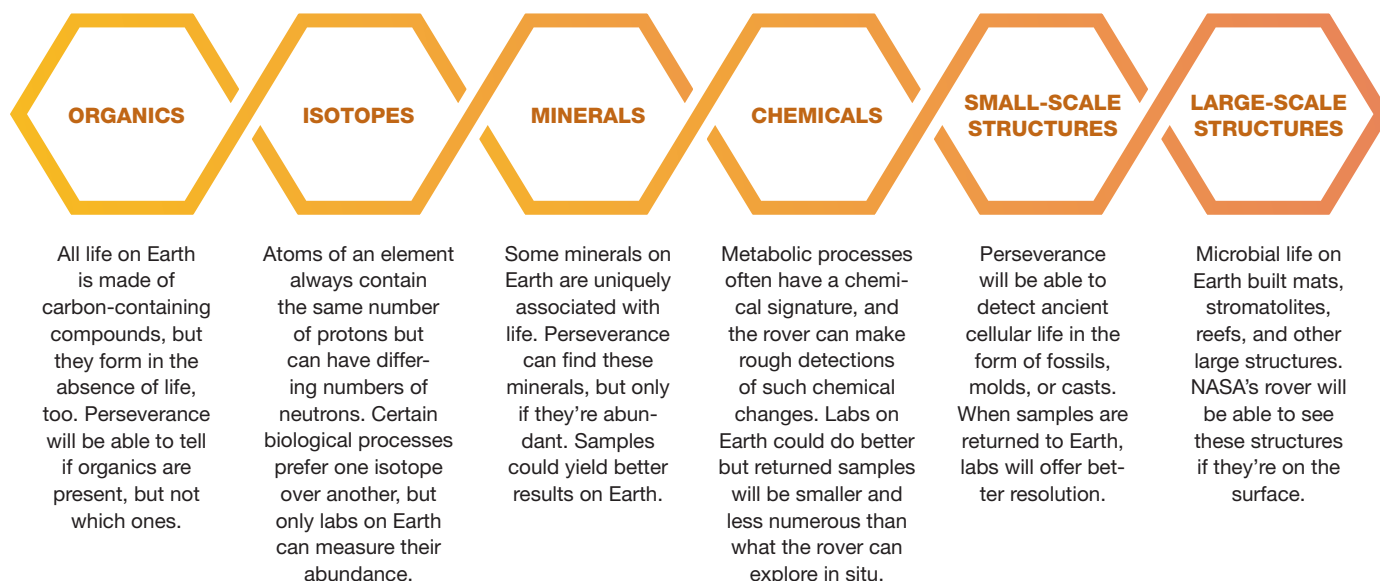 ORGANICS
All life on Earth
is made of
carbon-containing
compounds, but
they form in the
absence of life,
too. Perseverance
will be able to tell
if organics are
present, but not
which ones.
ISOTOPES
Atoms of an element
always contain
the same number
of protons but
can have differ-
ing numbers of
neutrons. Certain
biological processes
prefer one isotope
over another, but
only labs on Earth
can measure their
abundance.
MINERALS
Some minerals on
Earth are uniquely
associated with
life. Perseverance
can find these
minerals, but only
if they’re abun-
dant. Samples
could yield better
results on Earth.
CHEMICALS
Metabolic processes
often have a chemi-
cal signature, and
the rover can make
rough detections
of such chemical
changes. Labs on
Earth could do better
but returned samples
will be smaller and
less numerous than
what the rover can
explore in situ.
SMALL-SCALE
STRUCTURES
Perseverance
will be able to
detect ancient
cellular life in the
form of fossils,
molds, or casts.
When samples are
returned to Earth,
labs will offer bet-
ter resolution.
LARGE-SCALE
STRUCTURES
Microbial life on
Earth built mats,
stromatolites,
reefs, and other
large structures.
NASA’s rover will
be able to see
these structures
if they’re on the
surface.